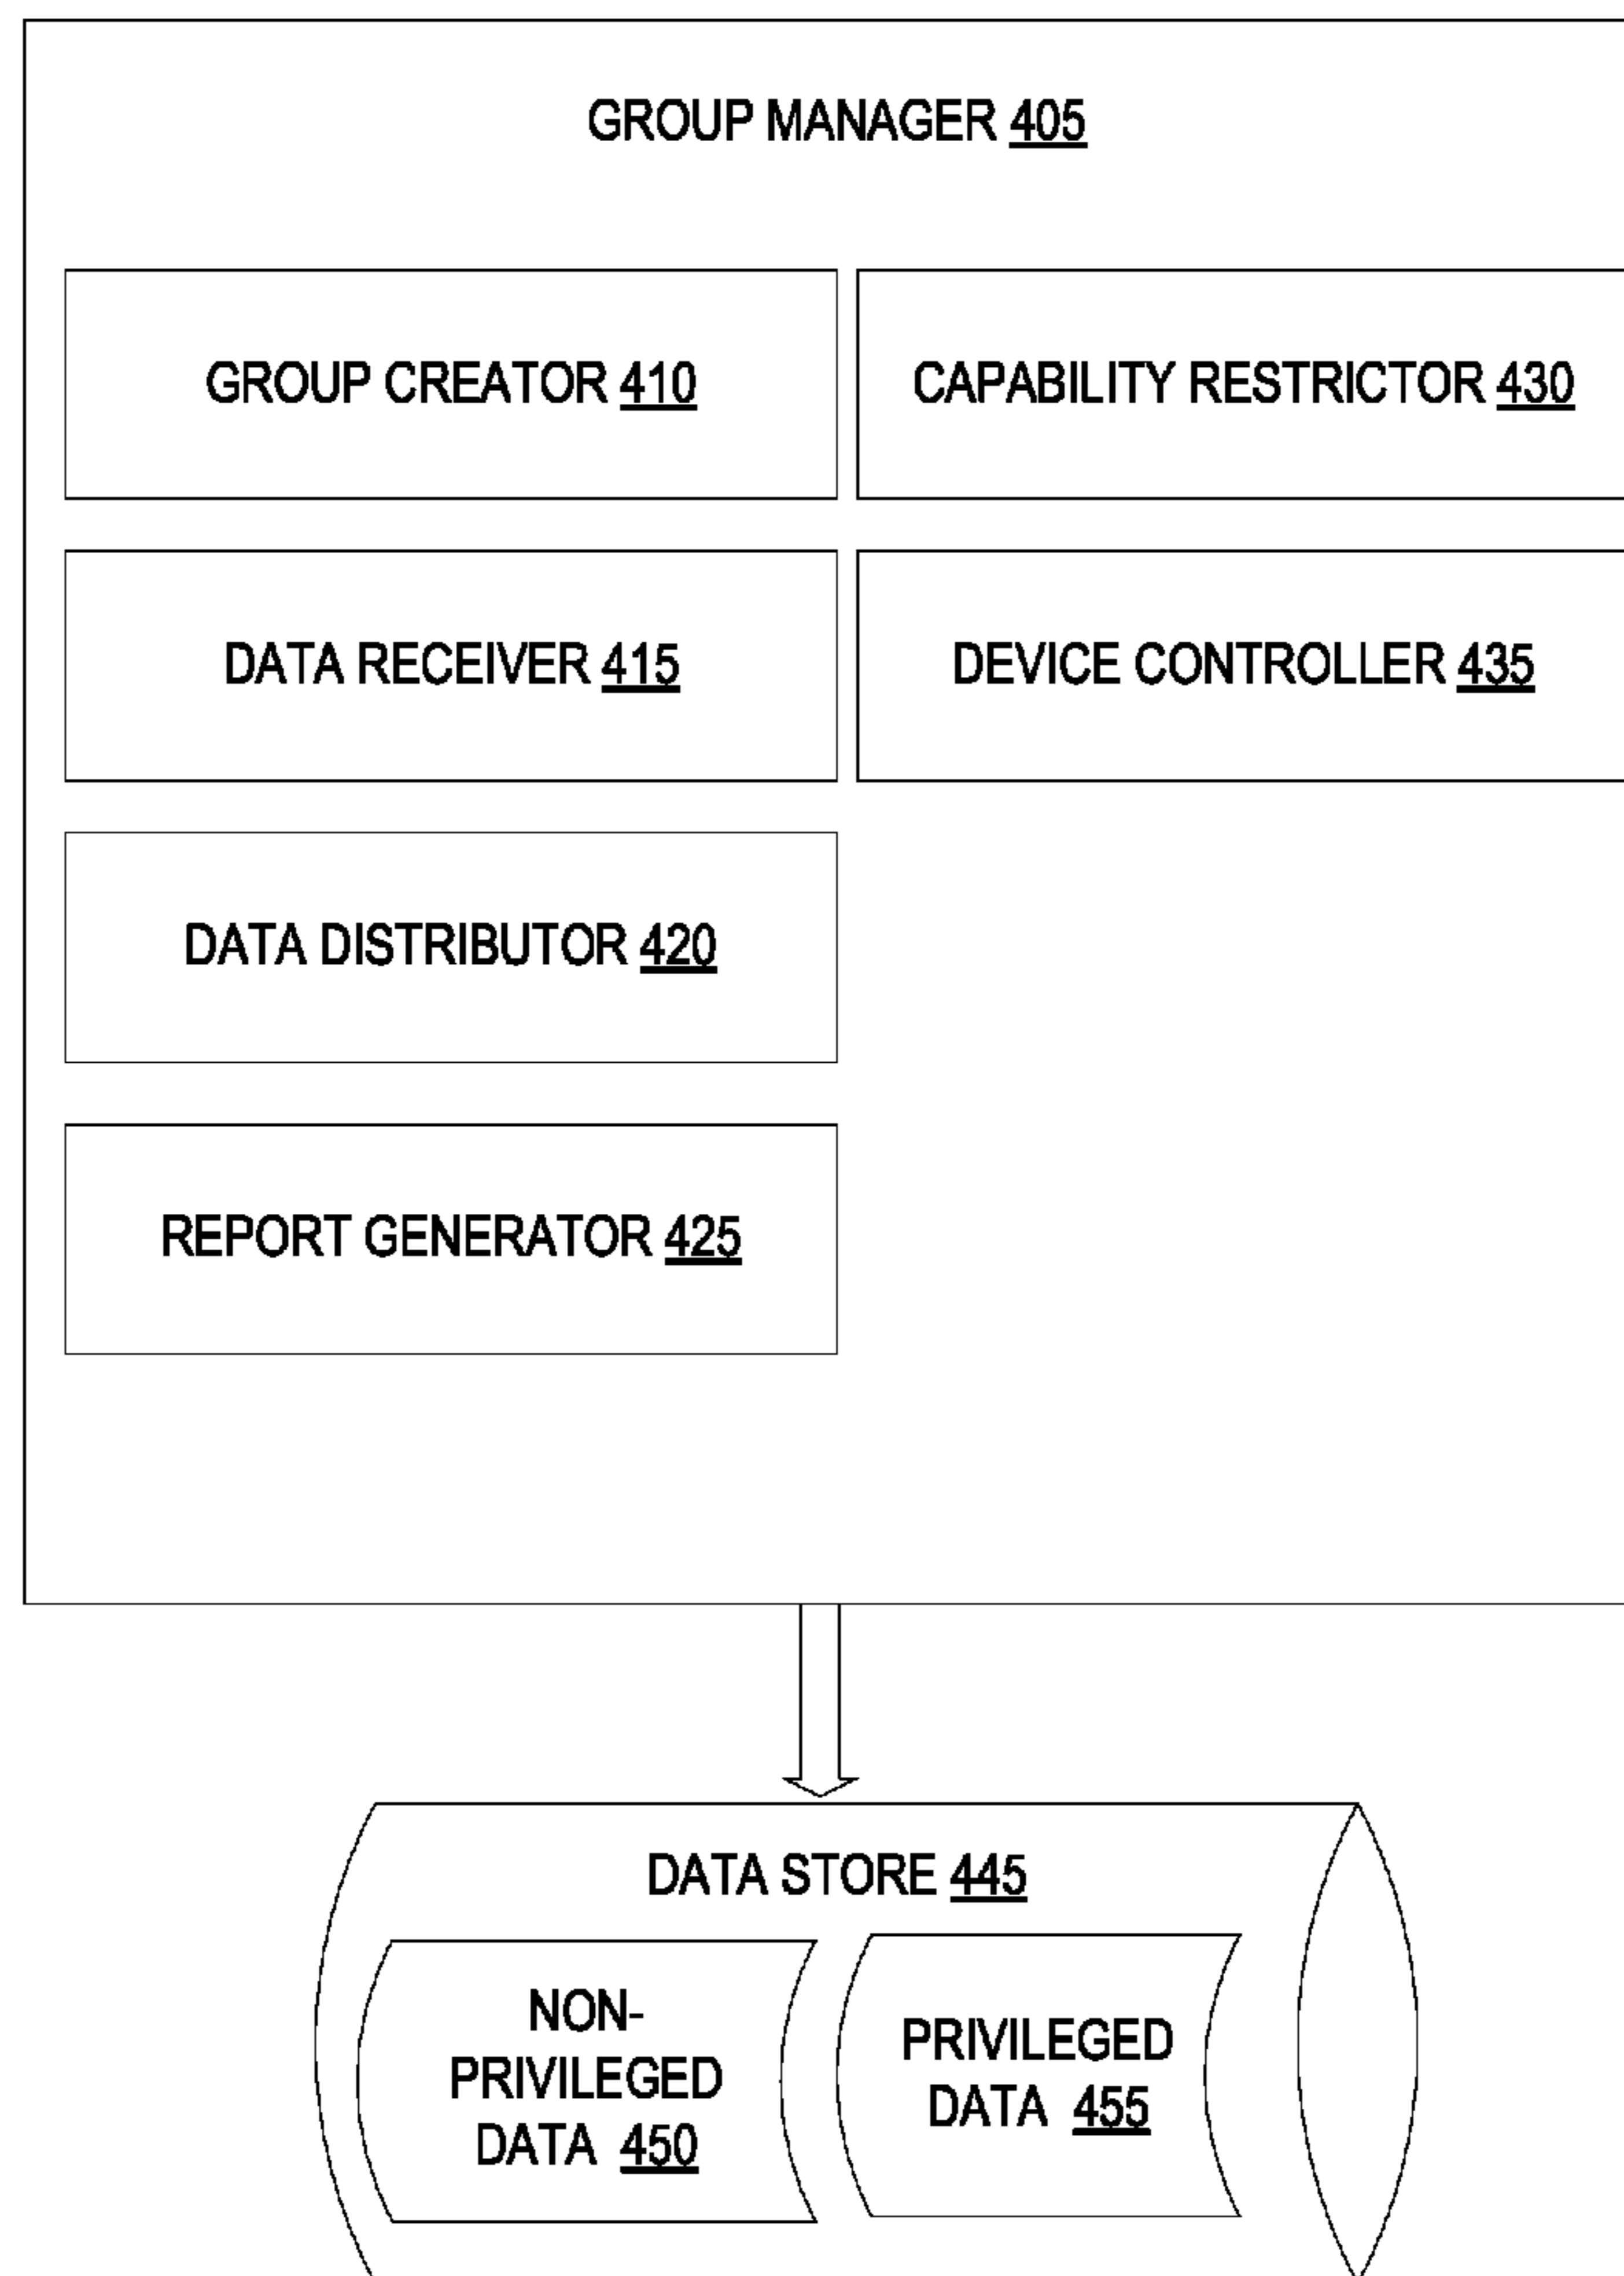 GROUP MANAGER 405
GROUP CREATOR 410
CAPABILITY RESTRICTOR 430
DATA RECEIVER 415
DEVICE CONTROLLER 435
DATA DISTRIBUTOR 420
REPORT GENERATOR 425
DATA STORE 445
NON-
PRIVILEGED
DATA 450
PRIVILEGED
DATA 455